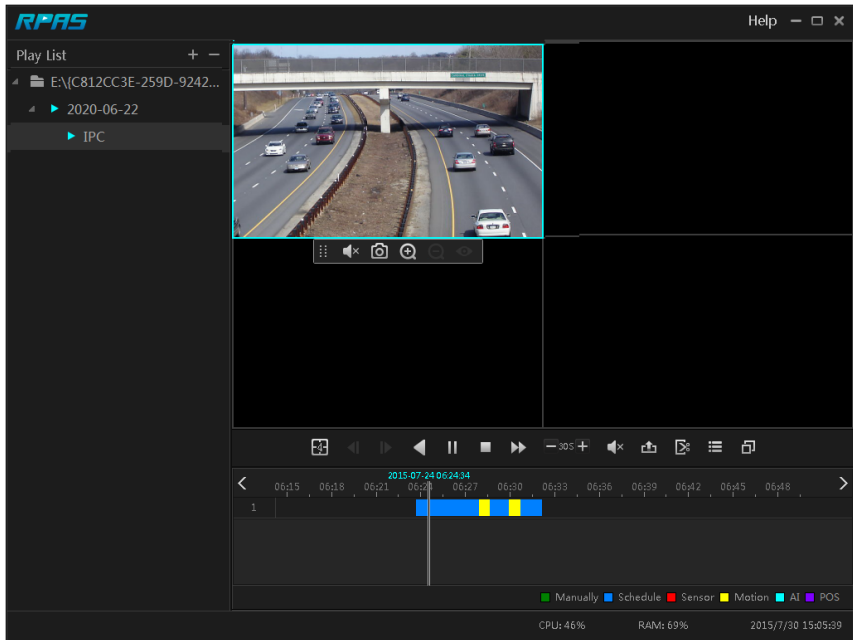 RPAS
Help
Play List
E:\{C812CC3E-259D-9242...
2020-06-22
IPC
30S
2015-07-24 06:24:34
06:15 06:18 06:21 06:24 06:27 06:30 06:33 06:36 06:39 06:42 06:45 06:48
1
Manually Schedule Sensor Motion AI POS
CPU: 46% RAM: 69% 2015/7/30 15:05:39